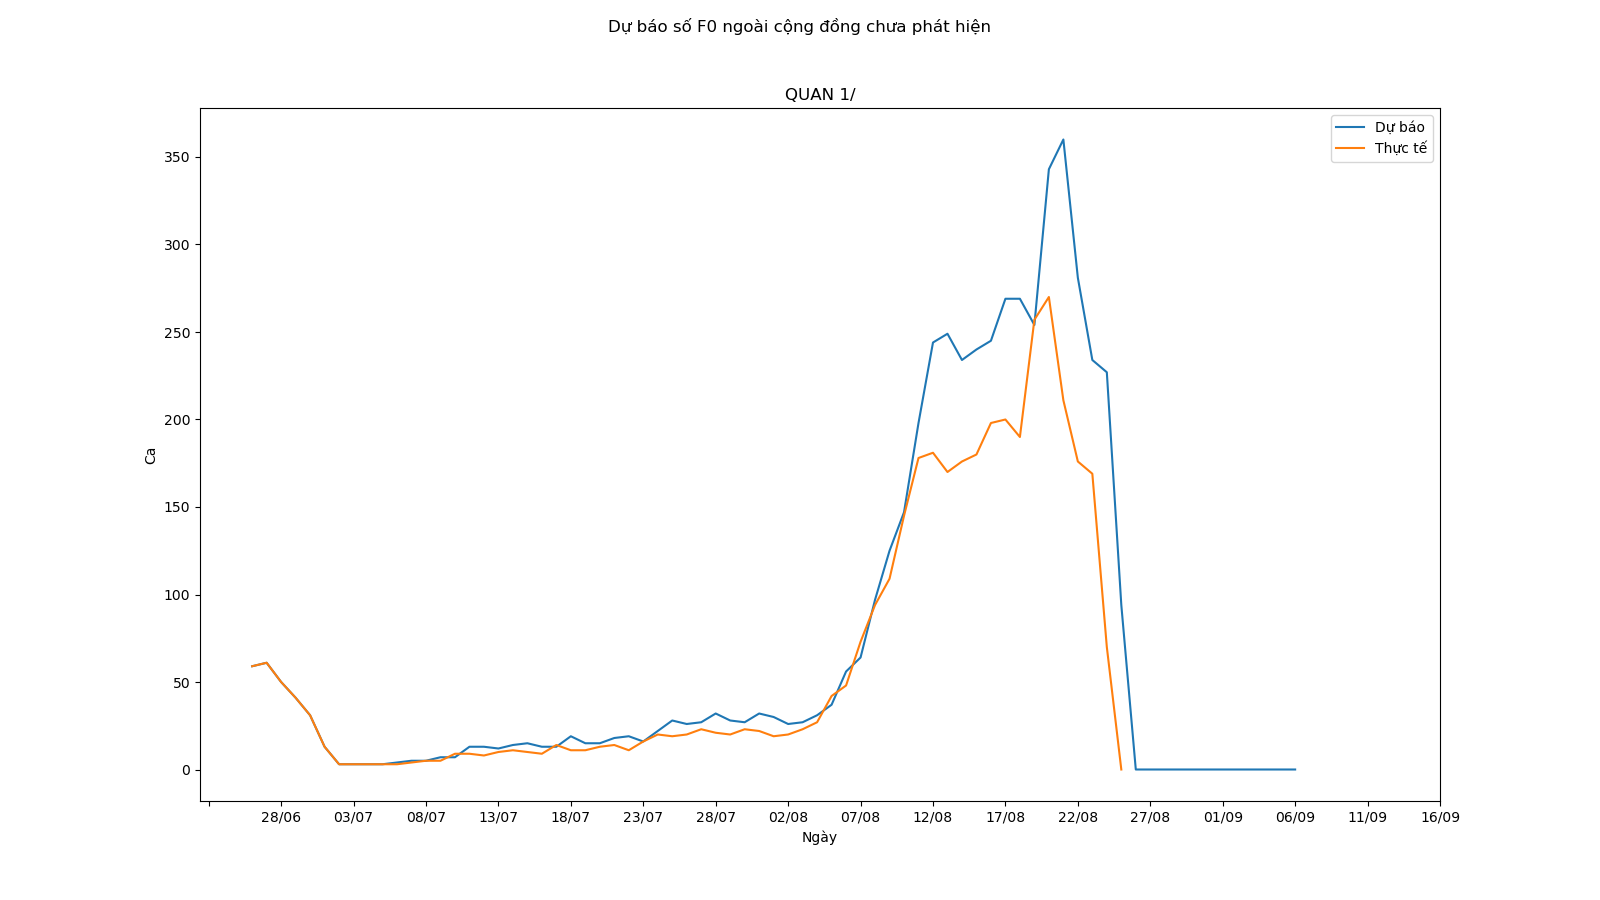 Dự báo số F0 ngoài cộng đồng chưa phát hiện
QUAN 1/
Dự báo
Thực tế
350
300
250
200
150
100
50
0
Ca
28/06 03/07 08/07 13/07 18/07 23/07 28/07 02/08 07/08 12/08 17/08 22/08 27/08 01/09 06/09 11/09 16/09
Ngày